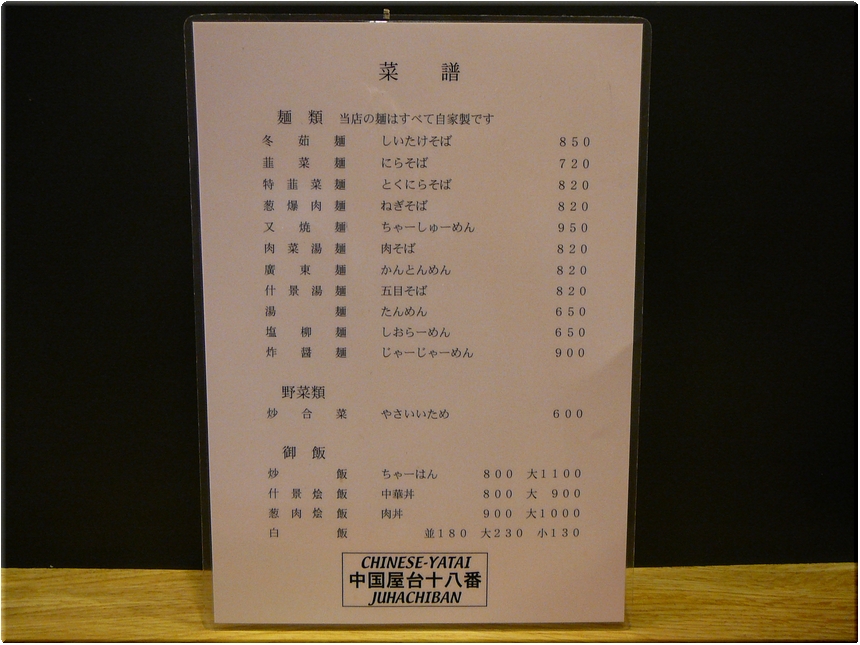 菜 譜
麺 類 当店の麺はすべて自家製です
冬 茹 麺 しいたけそば 850
韮 菜 麺 にらそば 720
特 韮 菜 麺 とくにらそば 820
葱 爆 肉 麺 ねぎそば 820
叉 焼 麺 ちゃーしゅーめん 950
肉 菜 湯 麺 肉そば 820
廣 東 麺 かんとんめん 820
什 景 湯 麺 五目そば 820
湯 麺 たんめん 650
塩 柳 麺 しおらーめん 650
炸 醤 麺 じゃーじゃーめん 900
野菜類
炒 合 菜 やさいいため 600
御 飯
炒 飯 ちゃーはん 800 大1100
什 景 烩 飯 中華丼 800 大 900
葱 肉 烩 飯 肉丼 900 大1000
白 飯 並180 大230 小130
CHINESE-YATAI
中国屋台十八番
JUHACHIBAN